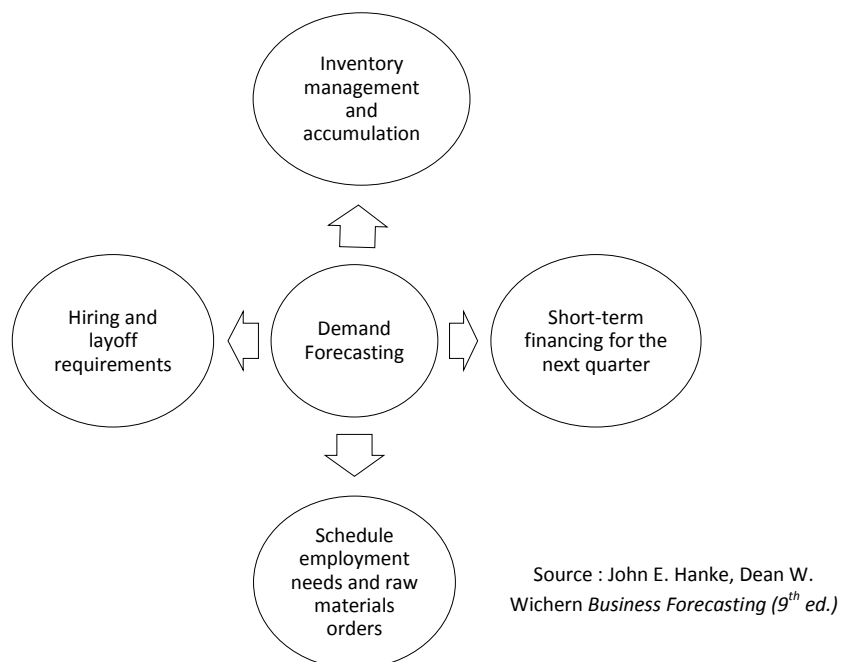 Inventory
management
and
accumulation
Hiring and
layoff
requirements
Demand
Forecasting
Short-term
financing for the
next quarter
Schedule
employment
needs and raw
materials
orders
Source : John E. Hanke, Dean W.
Wichern Business Forecasting (9th ed.)